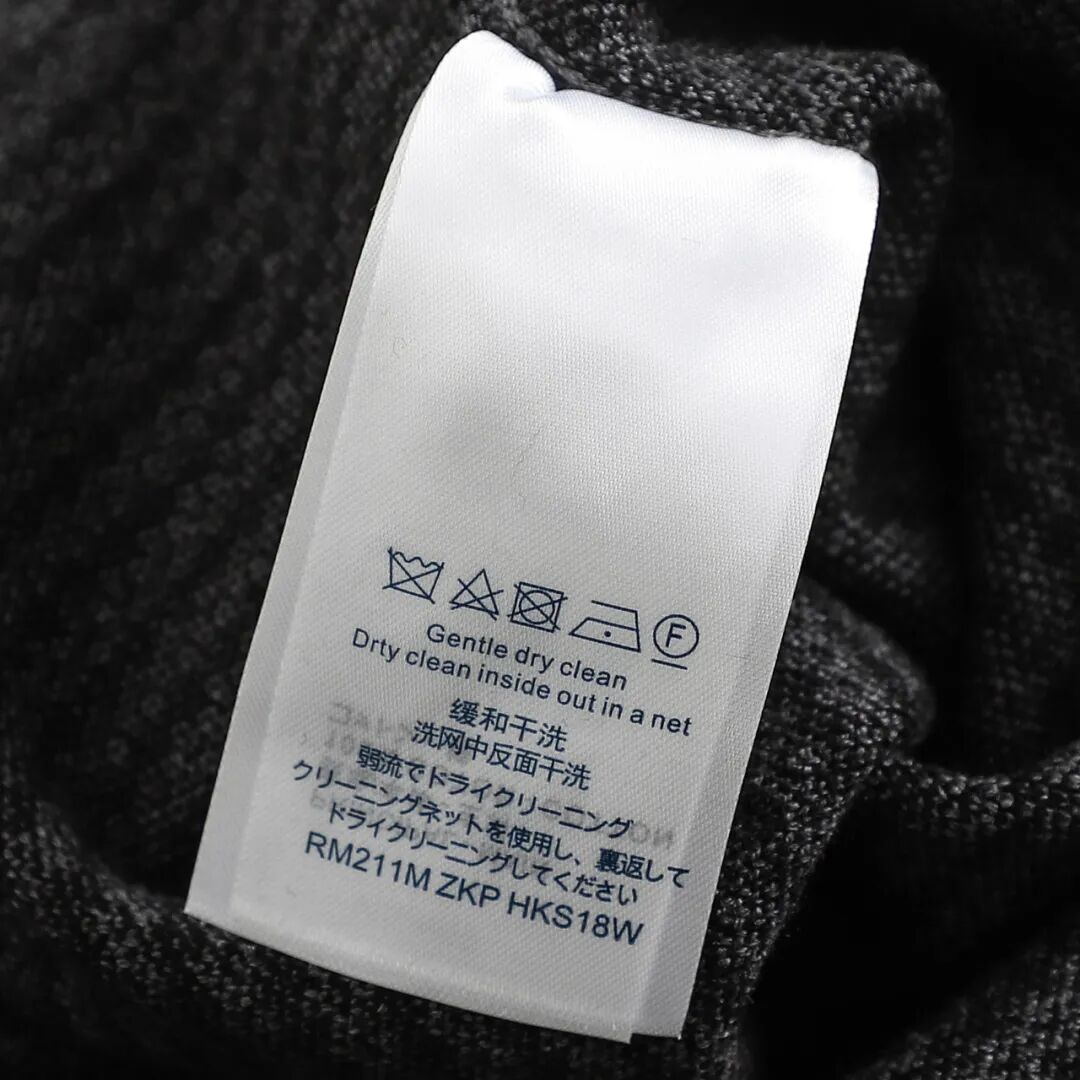 F
Gentle dry clean
Drty clean inside out in a net
缓和干洗
洗网中反面干洗
弱流でドライクリーニング
クリーニングネットを使用し、裏返して
ドライクリーニングしてください
RM211M ZKP HKS18W